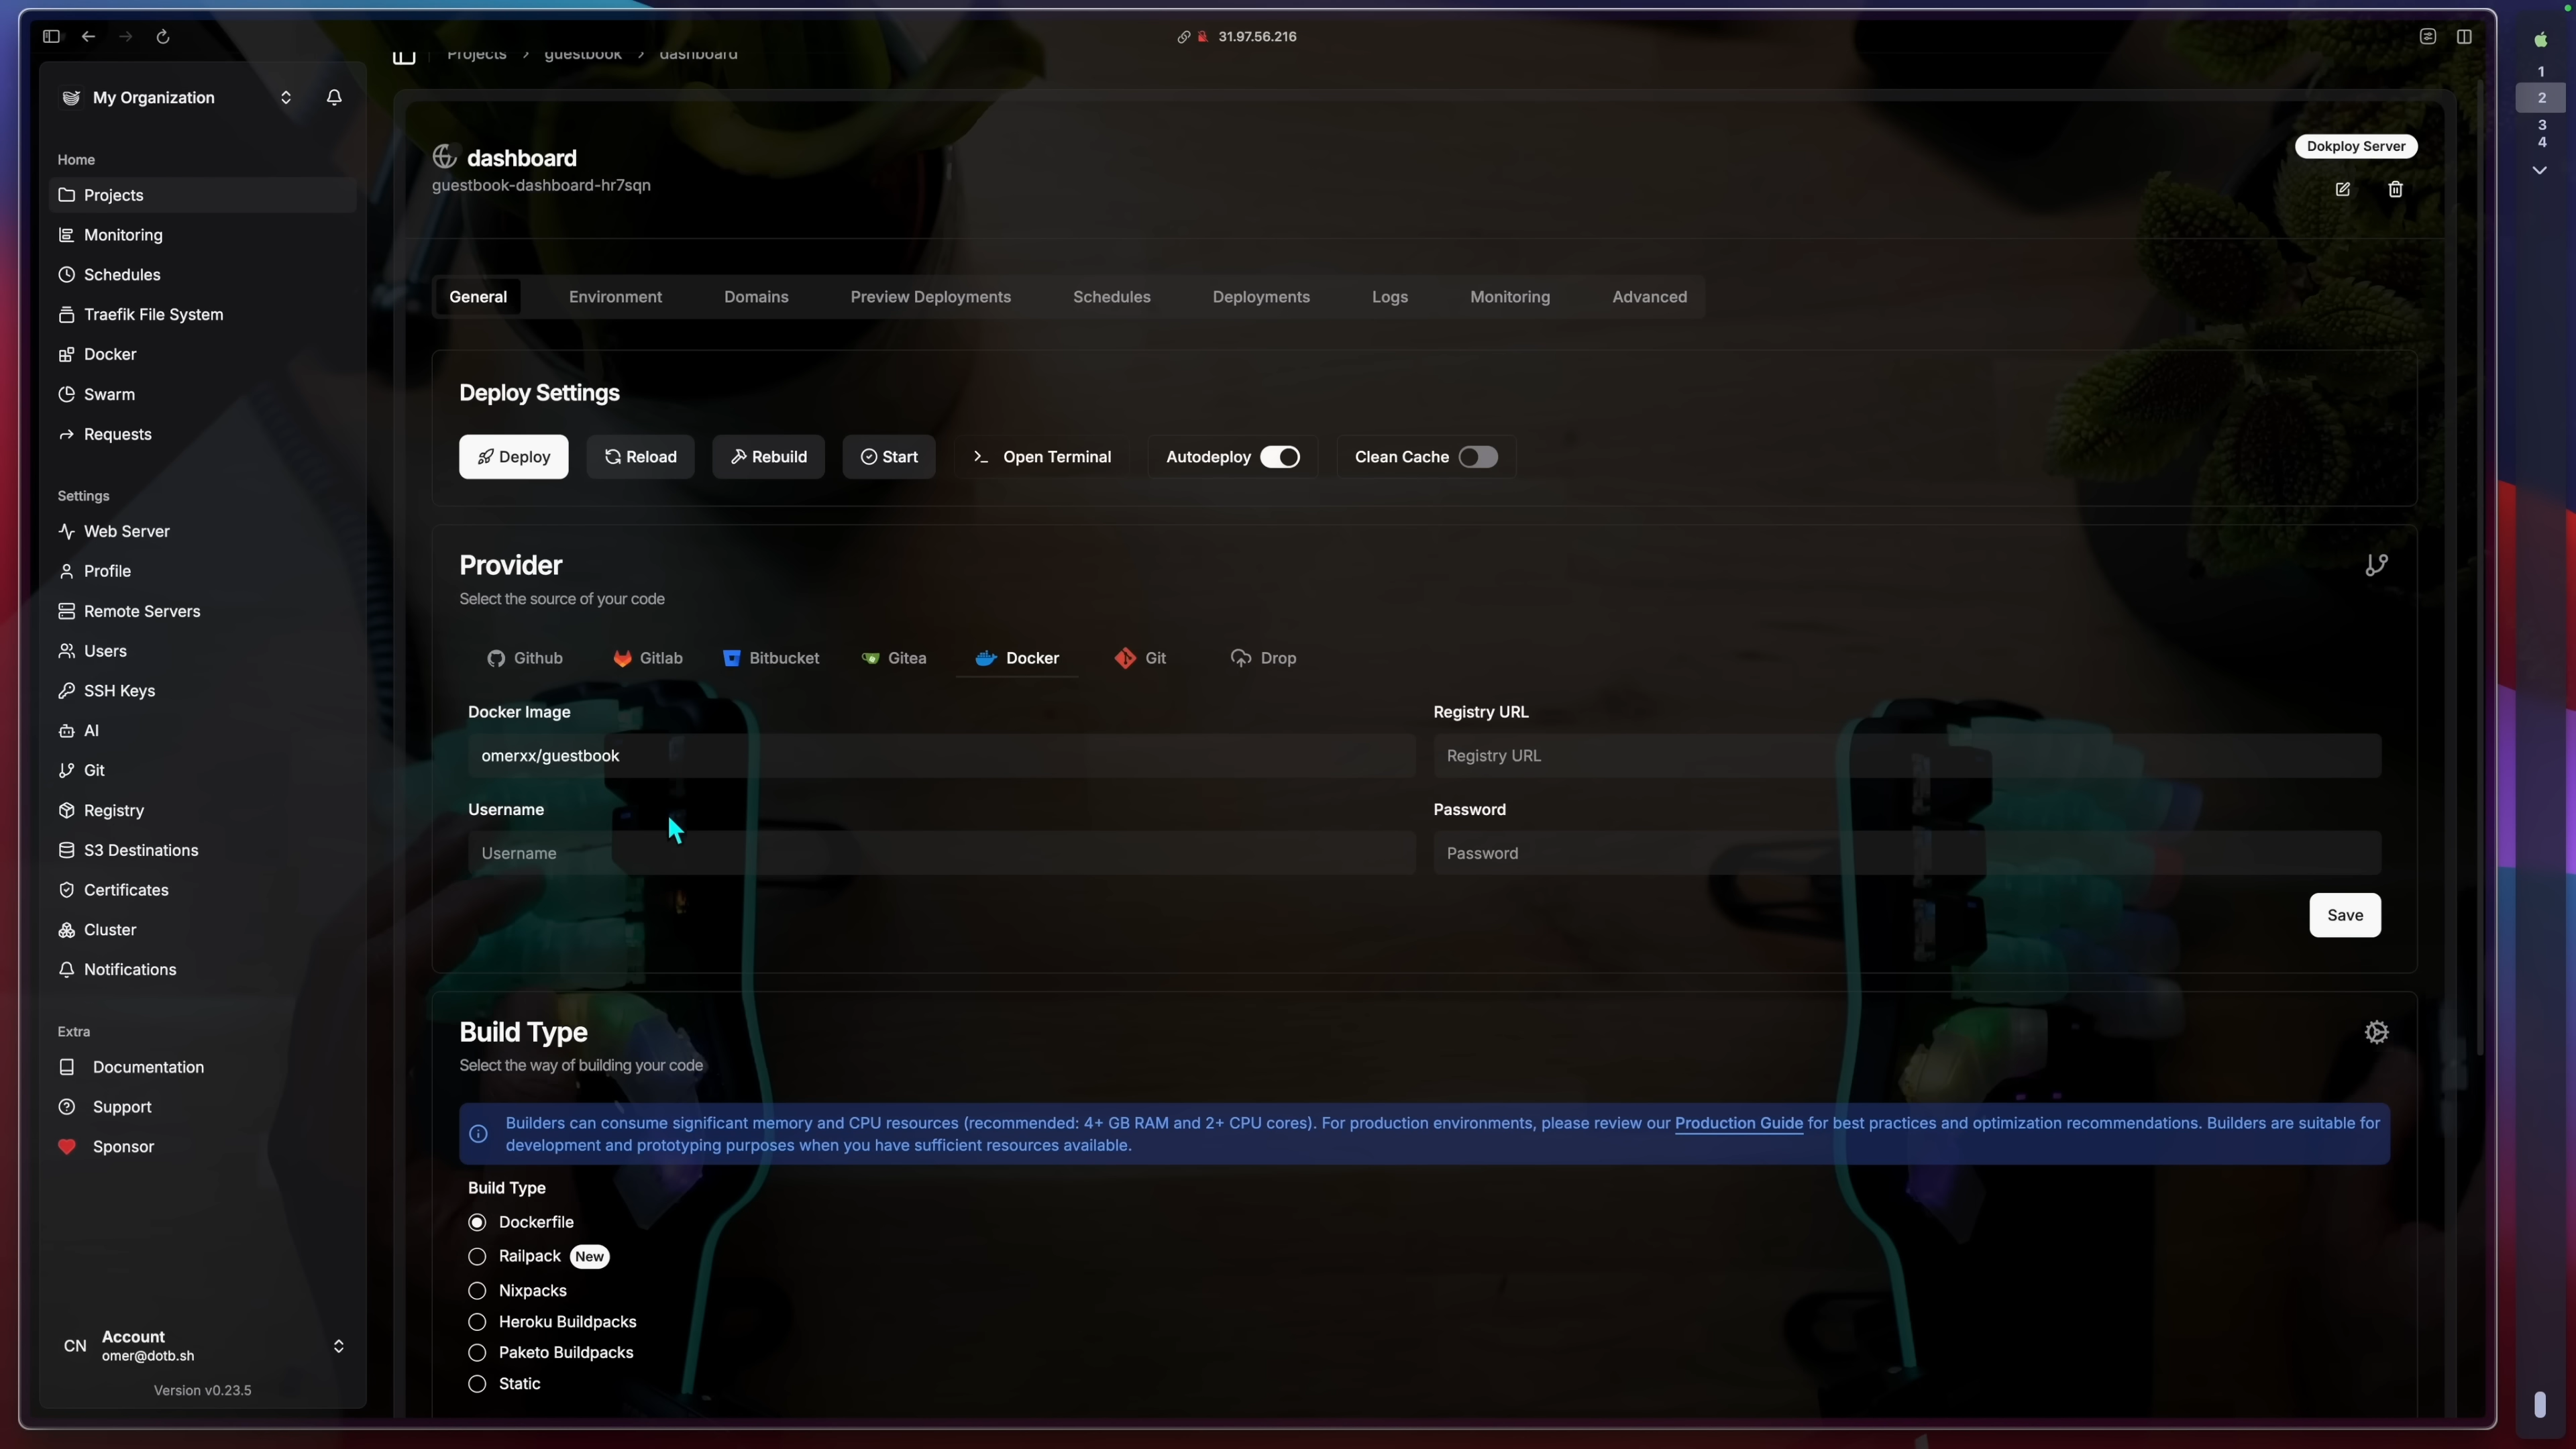 31.97.56.216
1
2
3
4
My Organization
Home
Projects
Monitoring
Schedules
Traefik File System
Docker
Swarm
Requests
Settings
Web Server
Profile
Remote Servers
Users
SSH Keys
AI
Git
Registry
S3 Destinations
Certificates
Cluster
Notifications
Extra
Documentation
Support
Sponsor
CN Account
omer@dotb.sh
Version v0.23.5
Projects > guestbook > dashboard
dashboard
guestbook-dashboard-hr7sqn
Dokploy Server
General Environment Domains Preview Deployments Schedules Deployments Logs Monitoring Advanced
Deploy Settings
Deploy Reload Rebuild Start Open Terminal Autodeploy Clean Cache
Provider
Select the source of your code
Github Gitlab Bitbucket Gitea Docker Git Drop
Docker Image Registry URL
omerxx/guestbook Registry URL
Username Password
Username Password
Save
Build Type
Select the way of building your code
Builders can consume significant memory and CPU resources (recommended: 4+ GB RAM and 2+ CPU cores). For production environments, please review our Production Guide for best practices and optimization recommendations. Builders are suitable for
development and prototyping purposes when you have sufficient resources available.
Build Type
Dockerfile
Railpack New
Nixpacks
Heroku Buildpacks
Paketo Buildpacks
Static